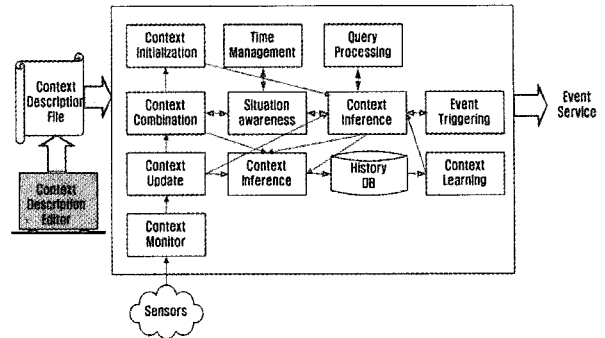 Context
Initialization
Time
Management
Query
Processing
Context
Description
File
Context
Combination
Situation
awareness
Context
Inference
Event
Triggering
Event
Service
Context
Update
Context
Inference
History
DB
Context
Learning
Context
Description
Editor
Context
Monitor
Sensors